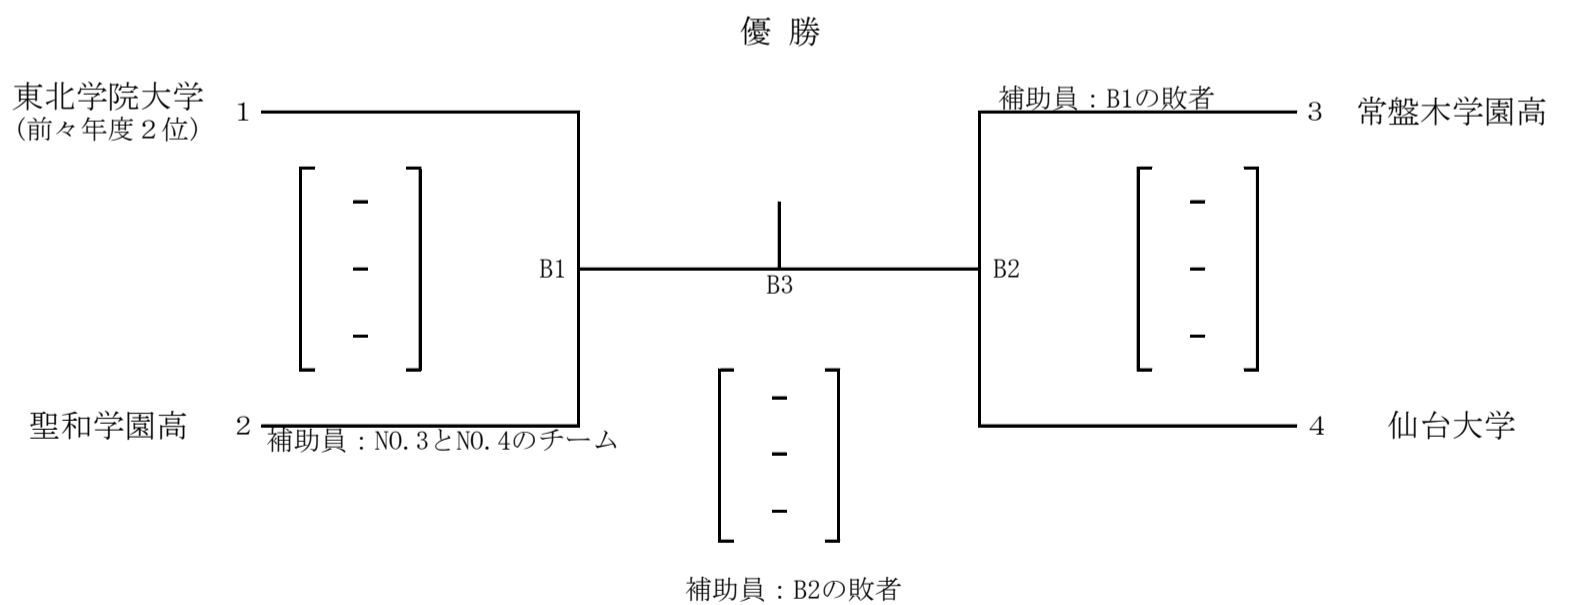 優 勝
東北学院大学
(前々年度２位)
1
補助員：B1の敗者
3 常盤木学園高
-
-
-
-
-
-
B1
B3
B2
聖和学園高 2
補助員：NO.3とNO.4のチーム
4 仙台大学
-
-
-
補助員：B2の敗者